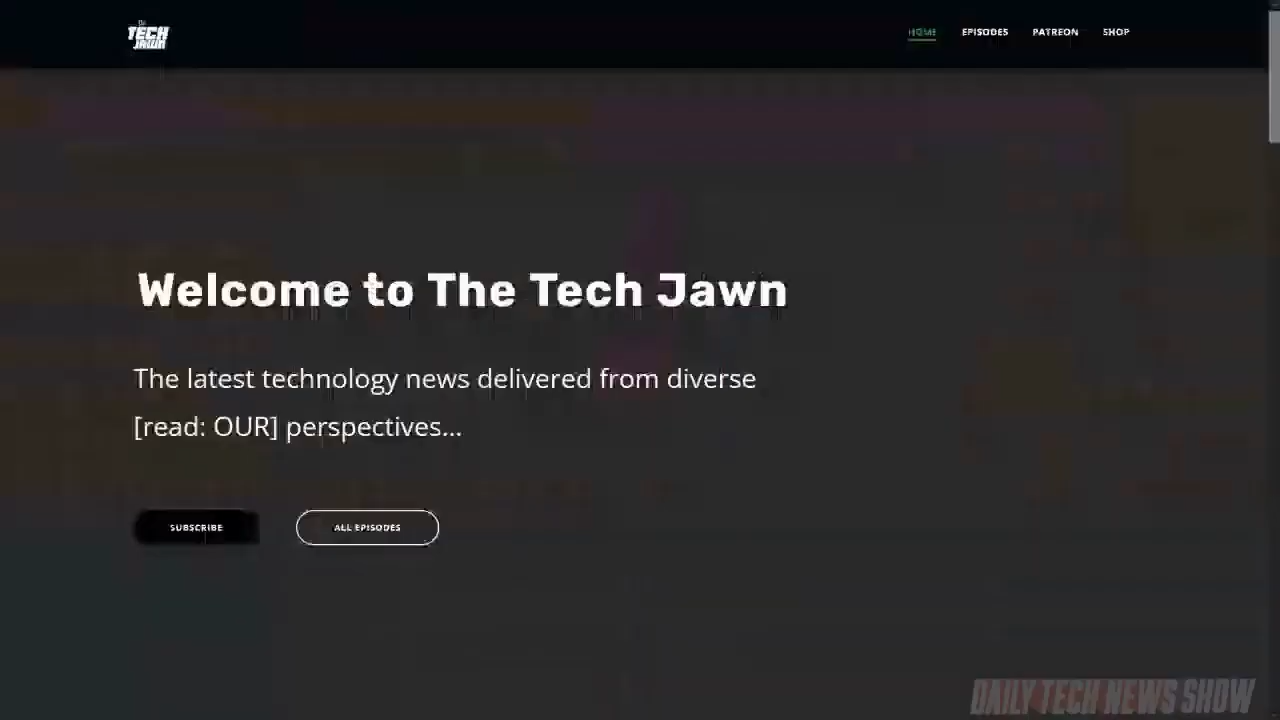 The
TECH
JAWN
HOME EPISODES PATREON SHOP
Welcome to The Tech Jawn
The latest technology news delivered from diverse
[read: OUR] perspectives...
SUBSCRIBE ALL EPISODES
DAILY TECH NEWS SHOW